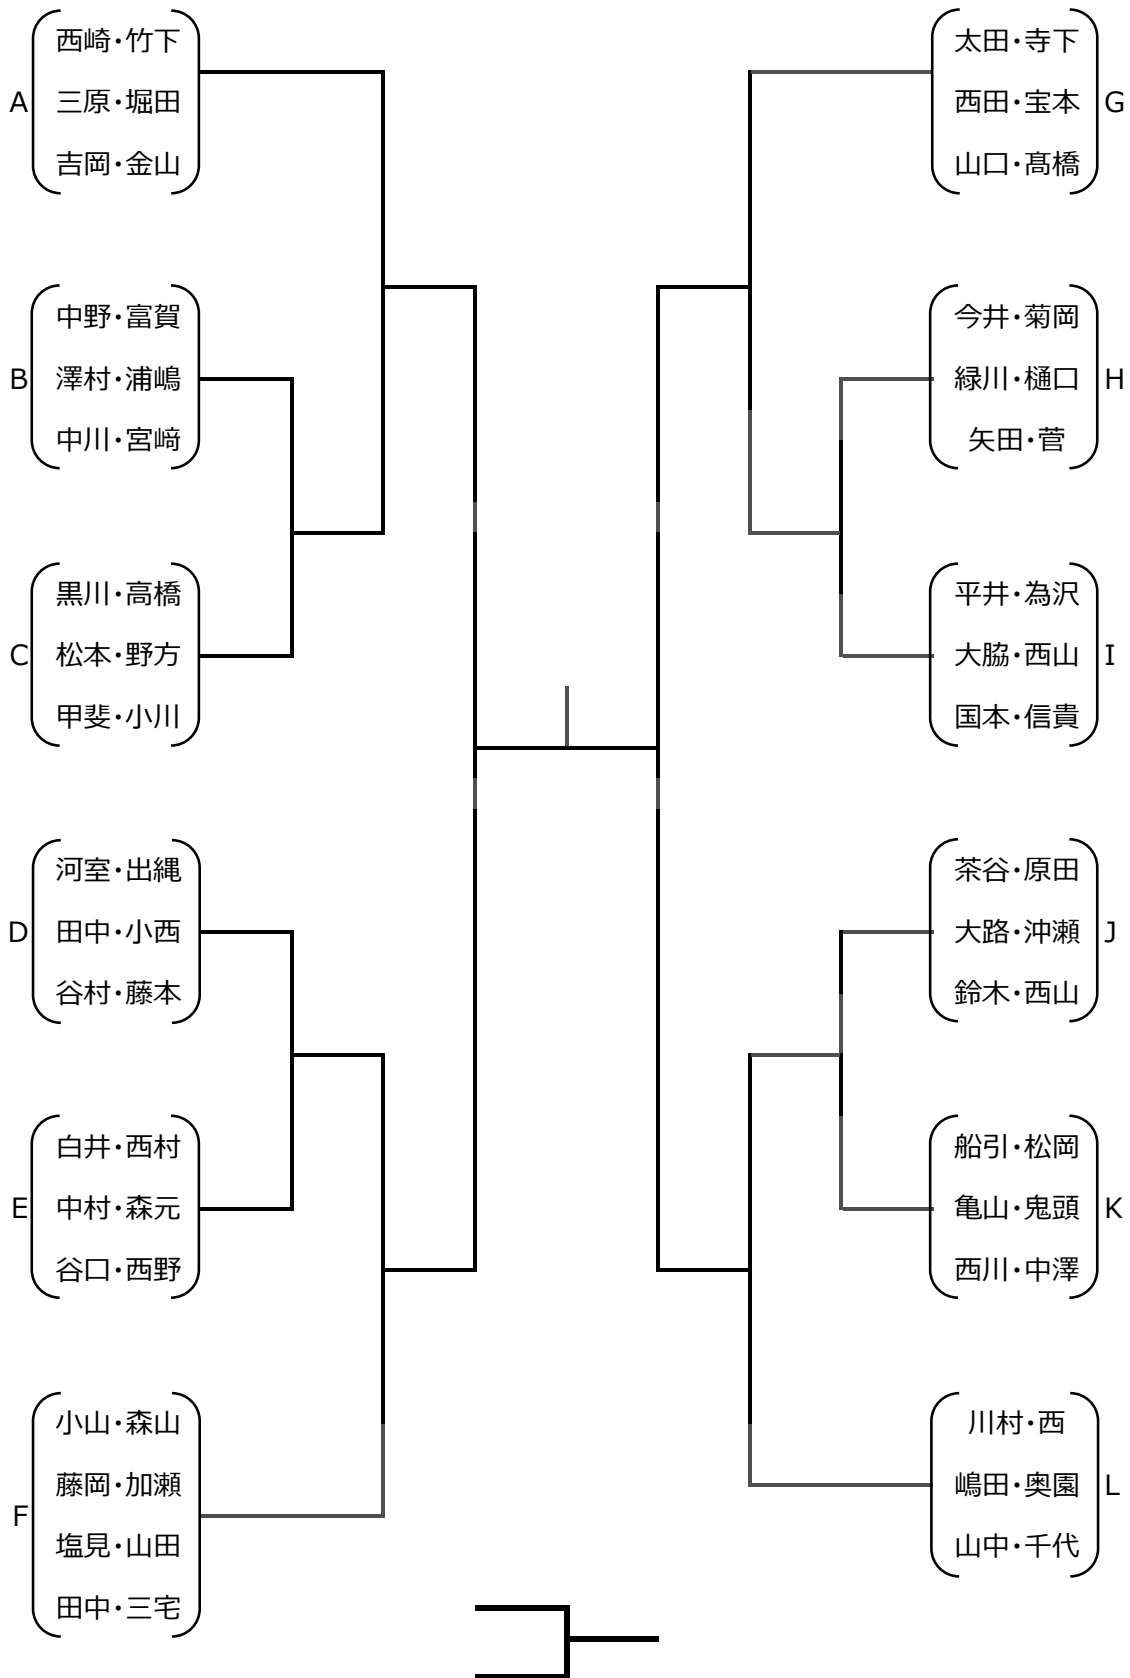 西崎・竹下
A 三原・堀田
吉岡・金山
中野・富賀
B 澤村・浦嶋
中川・宮﨑
黒川・高橋
C 松本・野方
甲斐・小川
河室・出縄
D 田中・小西
谷村・藤本
白井・西村
E 中村・森元
谷口・西野
小山・森山
藤岡・加瀬
F 塩見・山田
田中・三宅
太田・寺下
西田・宝本 G
山口・髙橋
今井・菊岡
緑川・樋口 H
矢田・菅
平井・為沢
大脇・西山 I
国本・信貴
茶谷・原田
大路・沖瀬 J
鈴木・西山
船引・松岡
亀山・鬼頭 K
西川・中澤
川村・西
嶋田・奥園 L
山中・千代